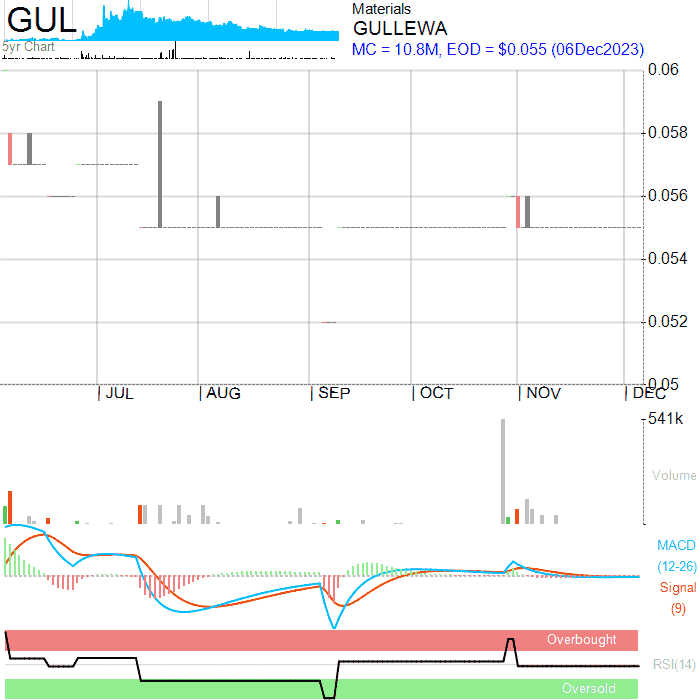 GUL
5yr Chart
Materials
GULLEWA
MC = 10.8M, EOD = $0.055 (06Dec2023)
0.06
0.058
0.056
0.054
0.052
0.05
JUL AUG SEP OCT NOV DEC
541k
Volume
MACD
(12-26)
Signal
(9)
Overbought
RSI(14)
Oversold